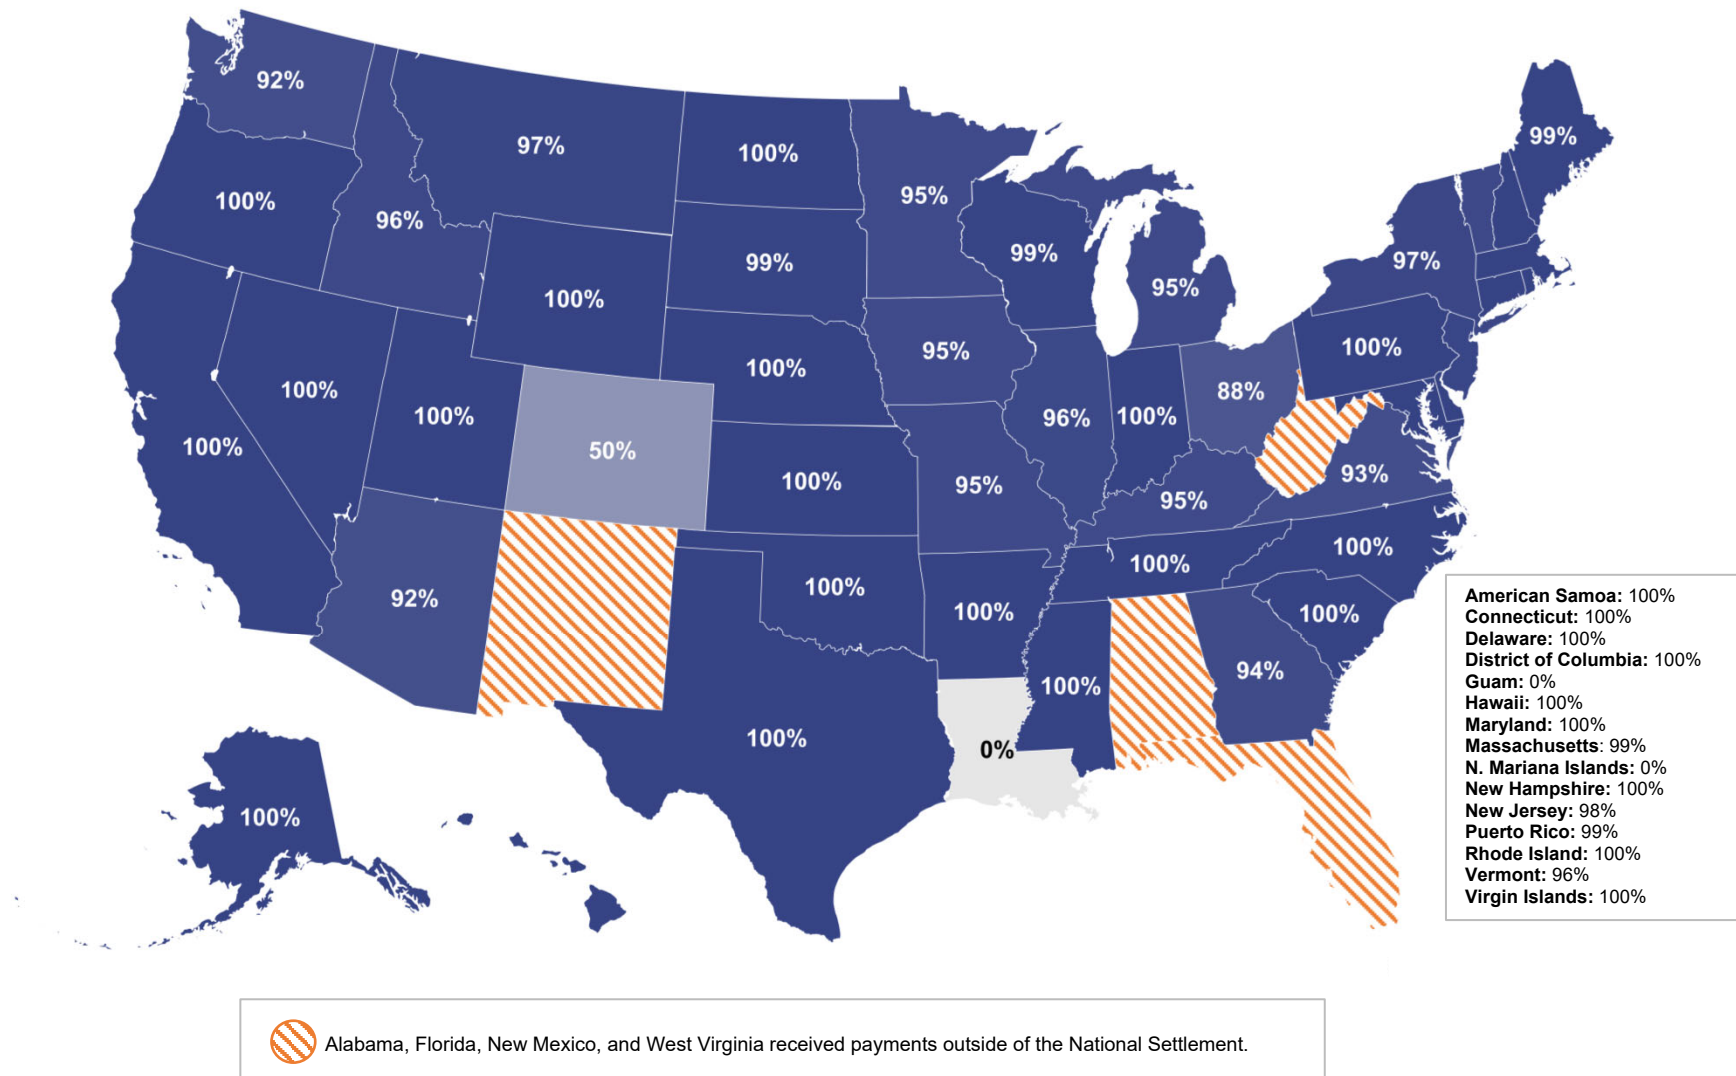 92%
97%
100%
99%
100%
96%
95%
99%
99%
97%
95%
100%
95%
100%
100%
88%
100%
100%
96%
100%
100%
50%
93%
100%
95%
95%
100%
100%
92%
100%
100%
100%
100%
94%
100%
100%
0%
100%
American Samoa: 100%
Connecticut: 100%
Delaware: 100%
District of Columbia: 100%
Guam: 0%
Hawaii: 100%
Maryland: 100%
Massachusetts: 99%
N. Mariana Islands: 0%
New Hampshire: 100%
New Jersey: 98%
Puerto Rico: 99%
Rhode Island: 100%
Vermont: 96%
Virgin Islands: 100%
Alabama, Florida, New Mexico, and West Virginia received payments outside of the National Settlement.